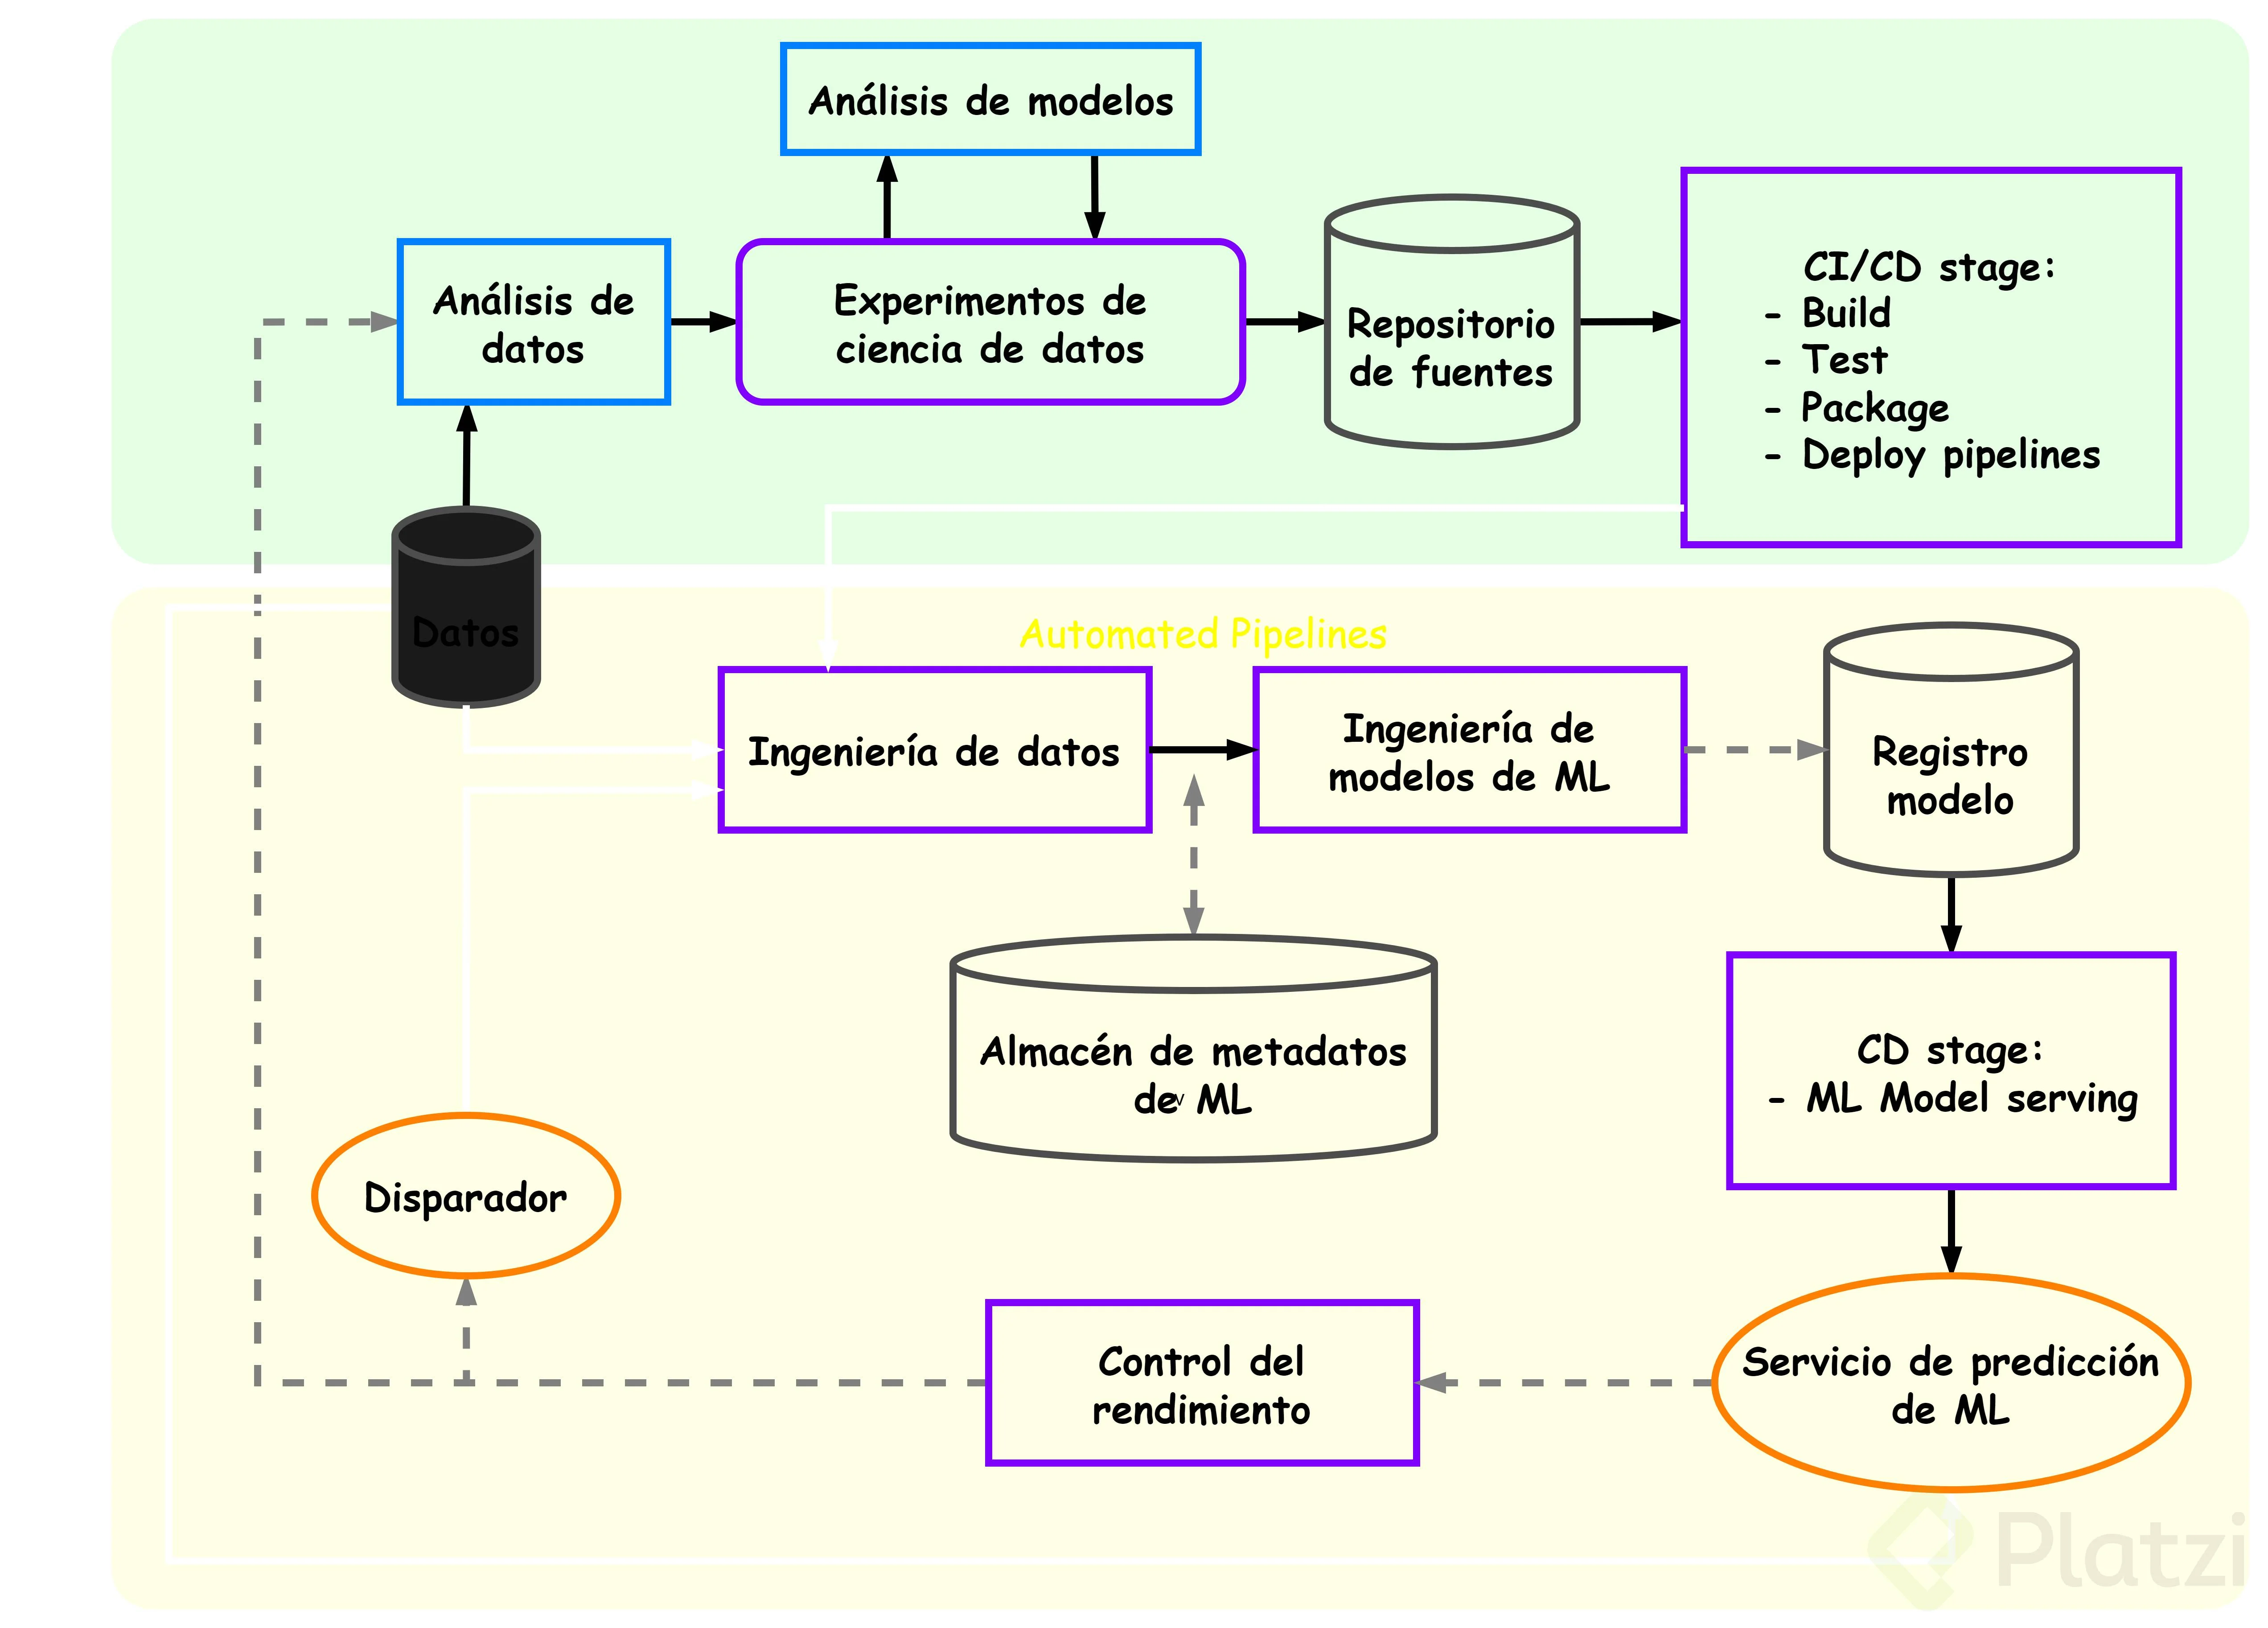 Análisis de modelos
Análisis de
datos
Experimentos de
ciencia de datos
Repositorio
de fuentes
CI/CD stage:
- Build
- Test
- Package
- Deploy pipelines
Datos
Automated Pipelines
Ingeniería de datos
Ingeniería de
modelos de ML
Registro
modelo
Almacén de metadatos
de ML
CD stage:
- ML Model serving
Disparador
Control del
rendimiento
Servicio de predicción
de ML
Platzi